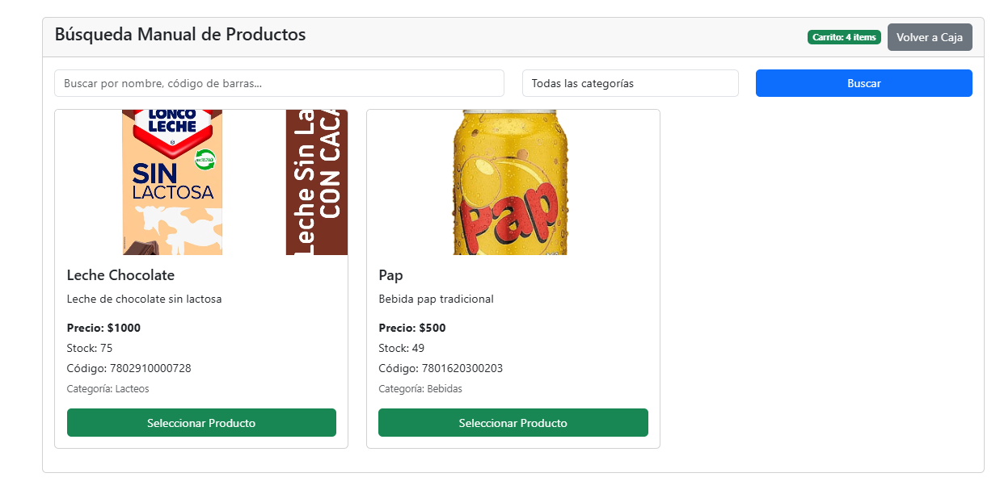 Búsqueda Manual de Productos
Carrito: 4 items
Volver a Caja
Buscar por nombre, código de barras...
Todas las categorías
Buscar
LONCO
LECHE
SIN
LACTOSA
Leche Sin La
CON CACA
Leche Chocolate
Leche de chocolate sin lactosa
Precio: $1000
Stock: 75
Código: 7802910000728
Categoría: Lacteos
Seleccionar Producto
Pap
Pap
Bebida pap tradicional
Precio: $500
Stock: 49
Código: 7801620300203
Categoría: Bebidas
Seleccionar Producto